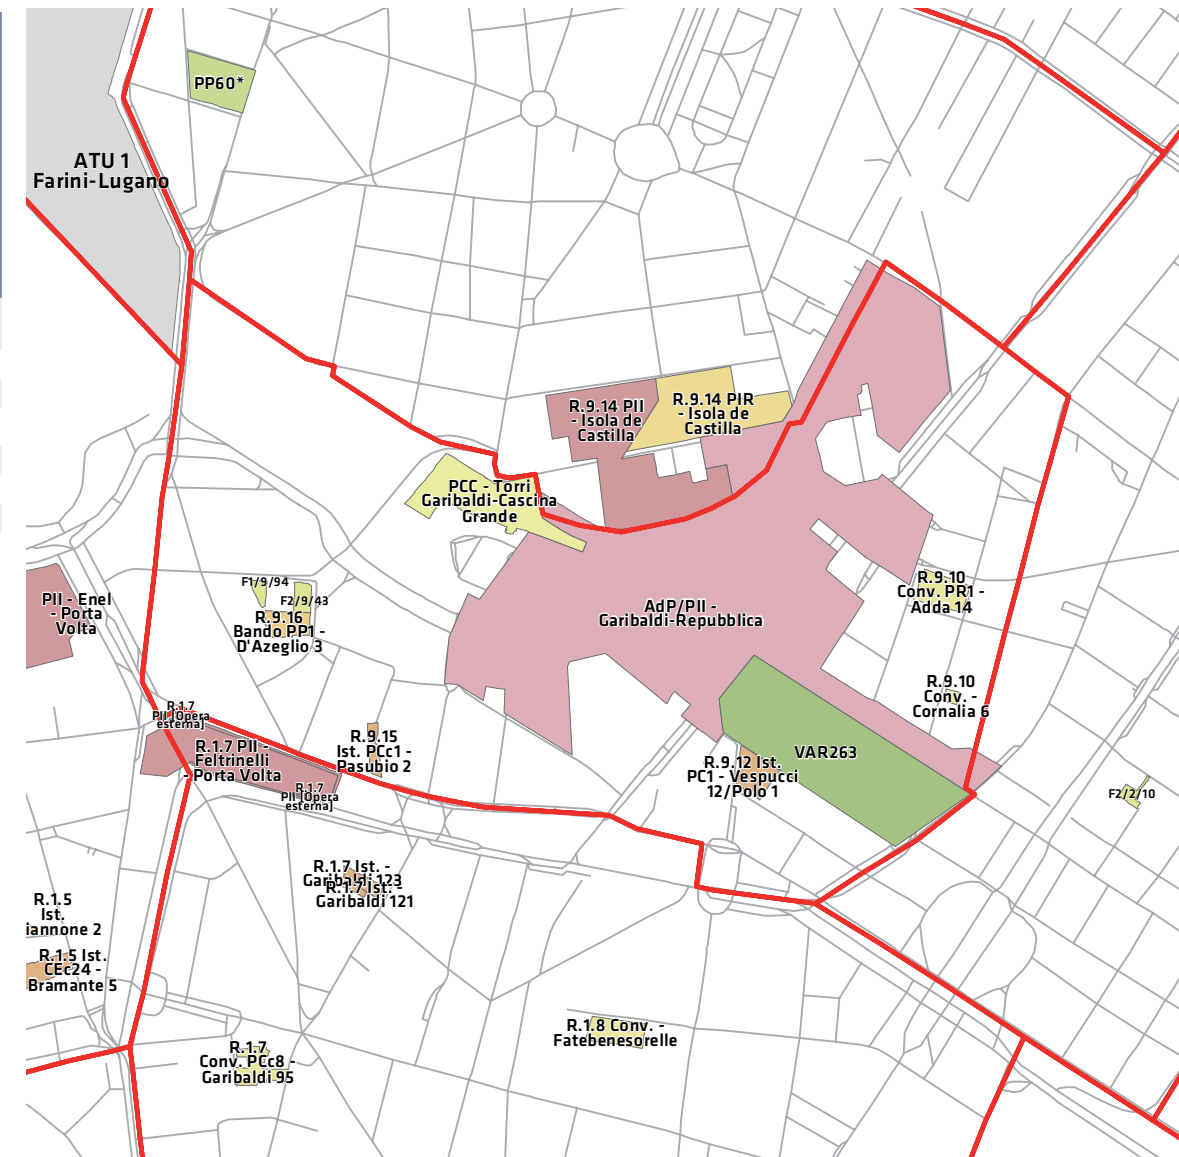 PP60*
ATU 1
Farini-Lugano
R.9.14 PII
- Isola de
Castilla
R.9.14 PIR
- Isola de
Castilla
PCC - Torri
Garibaldi-Cascina
Grande
F1/9/94
F2/9/43
R.9.16
Bando PP1 -
D'Azeglio 3
PII - Enel
- Porta
Volta
AdP/PII -
Garibaldi-Repubblica
R.9.10
Conv. PR1 -
Adda 14
R.9.10
Conv. -
Cornalia 6
R.1.7
PII [Opera
esterna]
R.1.7 PII -
Feltrinelli
- Porta Volta
R.1.7
PII [Opera
esterna]
R.9.15
Ist. PCc1 -
Pasubio 2
R.9.12 Ist.
PC1 - Vespucci
12/Polo 1
VAR263
F2/2/10
R.1.7 Ist. -
Garibaldi 123
R.1.7 Ist. -
Garibaldi 121
R.1.5
Ist.
iannone 2
R.1.5 Ist.
CEc24 -
Bramante 5
R.1.8 Conv. -
Fatebenesorelle
R.1.7
Conv. PCc8 -
Garibaldi 95